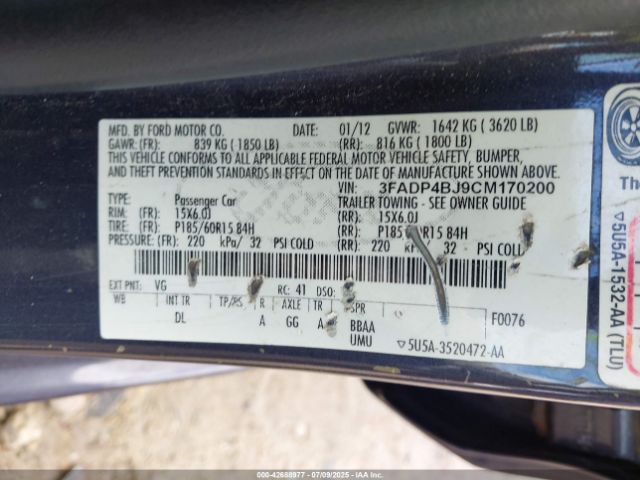 MFD. BY FORD MOTOR CO. DATE: 01/12 GVWR: 1642 KG ( 3620 LB)
GAWR: (FR): 839 KG ( 1850 LB) (RR): 816 KG ( 1800 LB)
THIS VEHICLE CONFORMS TO ALL APPLICABLE FEDERAL MOTOR VEHICLE SAFETY, BUMPER,
AND THEFT PREVENTION STANDARDS IN EFFECT ON THE DATE OF MANUFACTURE SHOWN ABOVE.
VIN: 3FADP4BJ9CM170200
TYPE: Passenger Car TRAILER TOWING - SEE OWNER GUIDE
RIM: (FR): 15X6.0J (RR): 15X6.0J
TIRE: (FR): P185/60R15 84H (RR): P185/60R15 84H
PRESSURE: (FR): 220 kPa/ 32 PSI COLD (RR): 220 kPa/ 32 PSI COLD
EXT PNT: VG RC: 41 DSO:
WB INT TR TP/PS R AXLE TR SPR F0076
DL A GG A BBAA
UMU ▽5U5A-3520472-AA
▽5U5A-1532-AA (TLU)
000-42688977 07/09/2025 IAAI.COM